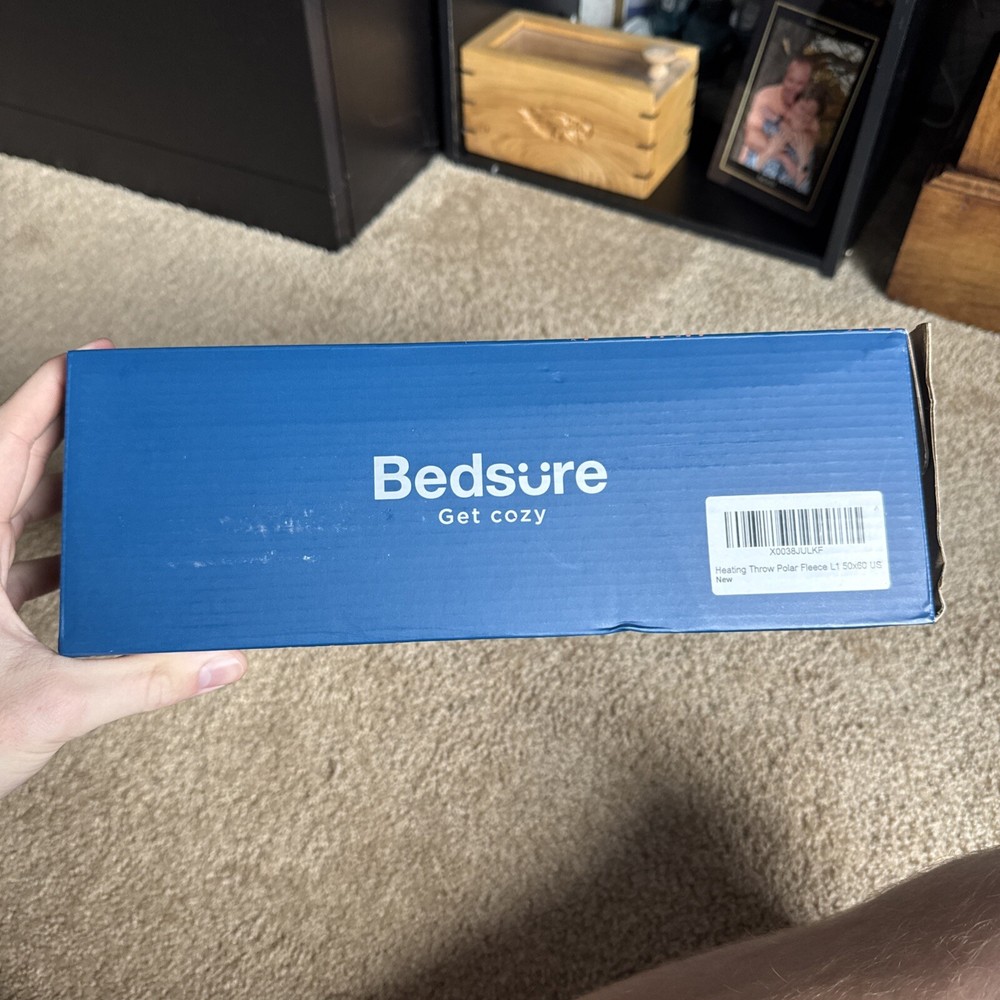 Bedsure
Get cozy
X0038JULKF
Heating Throw Polar Fleece L1 50x60 US
New